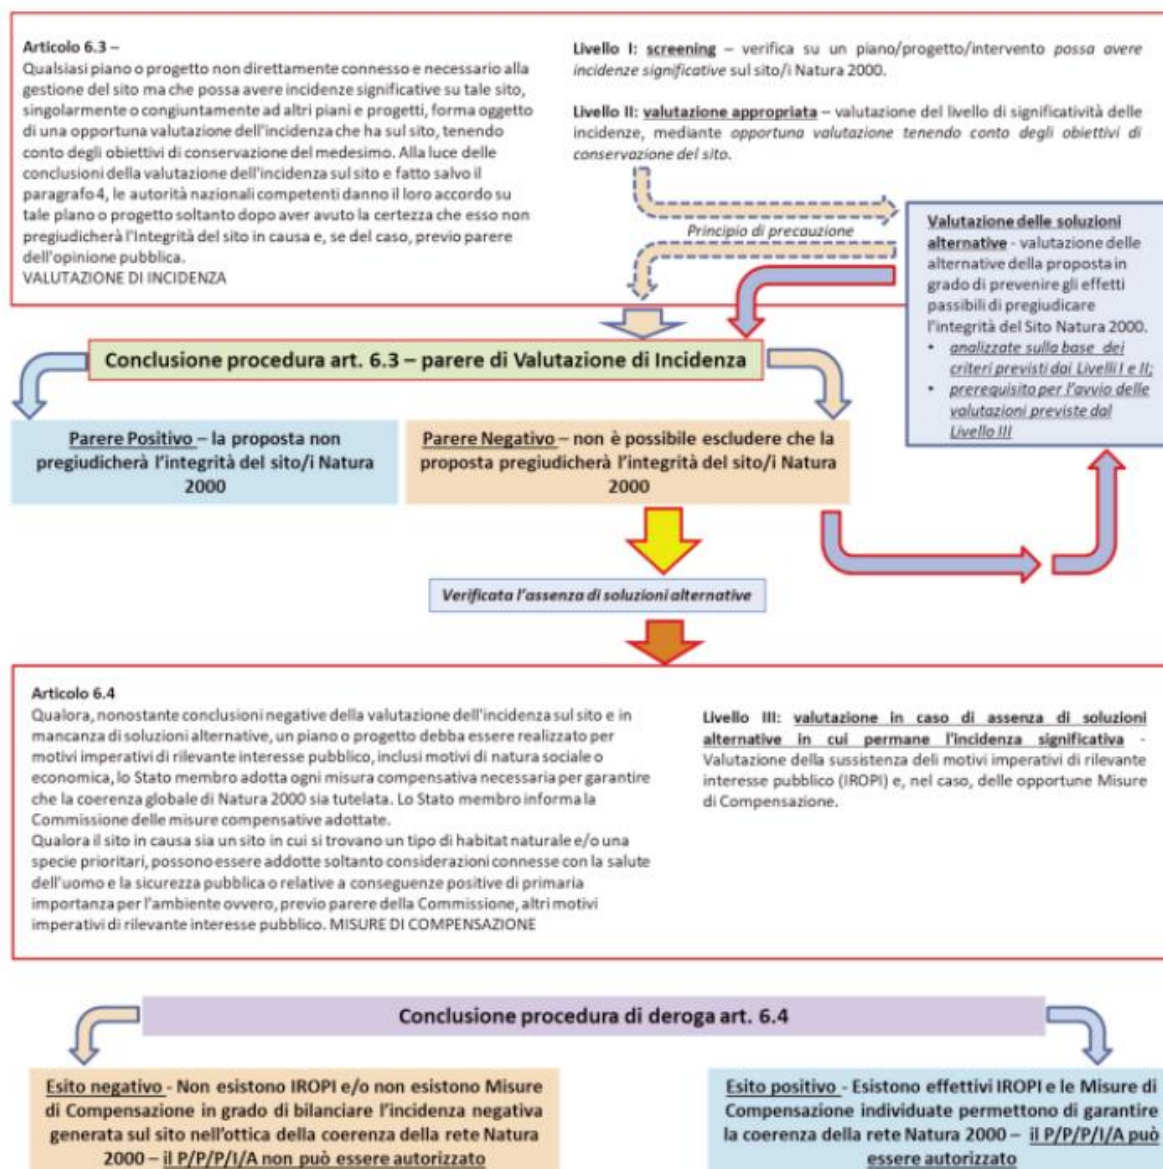 Articolo 6.3 –
Qualsiasi piano o progetto non direttamente connesso e necessario alla
gestione del sito ma che possa avere incidenze significative su tale sito,
singolarmente o congiuntamente ad altri piani e progetti, forma oggetto
di una opportuna valutazione dell'incidenza che ha sul sito, tenendo
conto degli obiettivi di conservazione del medesimo. Alla luce delle
conclusioni della valutazione dell'incidenza sul sito e fatto salvo il
paragrafo 4, le autorità nazionali competenti danno il loro accordo su
tale piano o progetto soltanto dopo aver avuto la certezza che esso non
pregiudicherà l'Integrità del sito in causa e, se del caso, previo parere
dell'opinione pubblica.
VALUTAZIONE DI INCIDENZA
Livello I: screening – verifica su un piano/progetto/intervento possa avere
incidenze significative sul sito/i Natura 2000.
Livello II: valutazione appropriata – valutazione del livello di significatività delle
incidenze, mediante opportuna valutazione tenendo conto degli obiettivi di
conservazione del sito.
Principio di precauzione
Valutazione delle soluzioni
alternative - valutazione delle
alternative della proposta in
grado di prevenire gli effetti
passibili di pregiudicare
l'integrità del Sito Natura 2000.
• analizzate sulla base dei
criteri previsti dai Livelli I e II;
• prerequisito per l'avvio delle
valutazioni previste dal
Livello III
Conclusione procedura art. 6.3 – parere di Valutazione di Incidenza
Parere Positivo – la proposta non
pregiudicherà l'integrità del sito/i Natura
2000
Parere Negativo – non è possibile escludere che la
proposta pregiudicherà l'integrità del sito/i Natura
2000
Verificata l'assenza di soluzioni alternative
Articolo 6.4
Qualora, nonostante conclusioni negative della valutazione dell'incidenza sul sito e in
mancanza di soluzioni alternative, un piano o progetto debba essere realizzato per
motivi imperativi di rilevante interesse pubblico, inclusi motivi di natura sociale o
economica, lo Stato membro adotta ogni misura compensativa necessaria per garantire
che la coerenza globale di Natura 2000 sia tutelata. Lo Stato membro informa la
Commissione delle misure compensative adottate.
Qualora il sito in causa sia un sito in cui si trovano un tipo di habitat naturale e/o una
specie prioritari, possono essere addotte soltanto considerazioni connesse con la salute
dell'uomo e la sicurezza pubblica o relative a conseguenze positive di primaria
importanza per l'ambiente ovvero, previo parere della Commissione, altri motivi
imperativi di rilevante interesse pubblico. MISURE DI COMPENSAZIONE
Livello III: valutazione in caso di assenza di soluzioni
alternative in cui permane l'incidenza significativa -
Valutazione della sussistenza deli motivi imperativi di rilevante
interesse pubblico (IROPI) e, nel caso, delle opportune Misure
di Compensazione.
Conclusione procedura di deroga art. 6.4
Esito negativo - Non esistono IROPI e/o non esistono Misure
di Compensazione in grado di bilanciare l'incidenza negativa
generata sul sito nell'ottica della coerenza della rete Natura
2000 – il P/P/P/I/A non può essere autorizzato
Esito positivo - Esistono effettivi IROPI e le Misure di
Compensazione individuate permettono di garantire
la coerenza della rete Natura 2000 – il P/P/P/I/A può
essere autorizzato